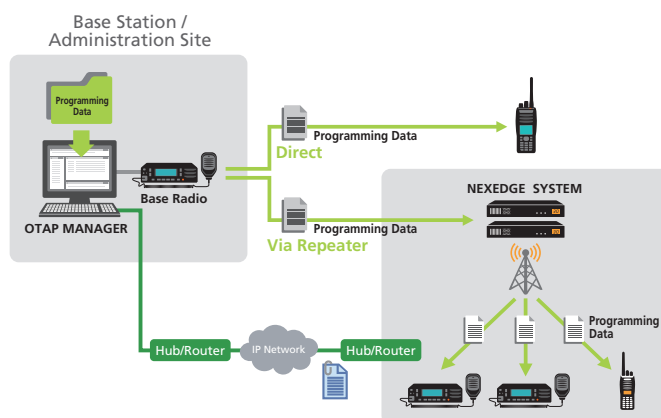 Base Station /
Administration Site
Programming
Data
OTAP MANAGER
Base Radio
Programming Data
Direct
Programming Data
Via Repeater
NEXEDGE SYSTEM
Programming
Data
Hub/Router
IP Network
Hub/Router